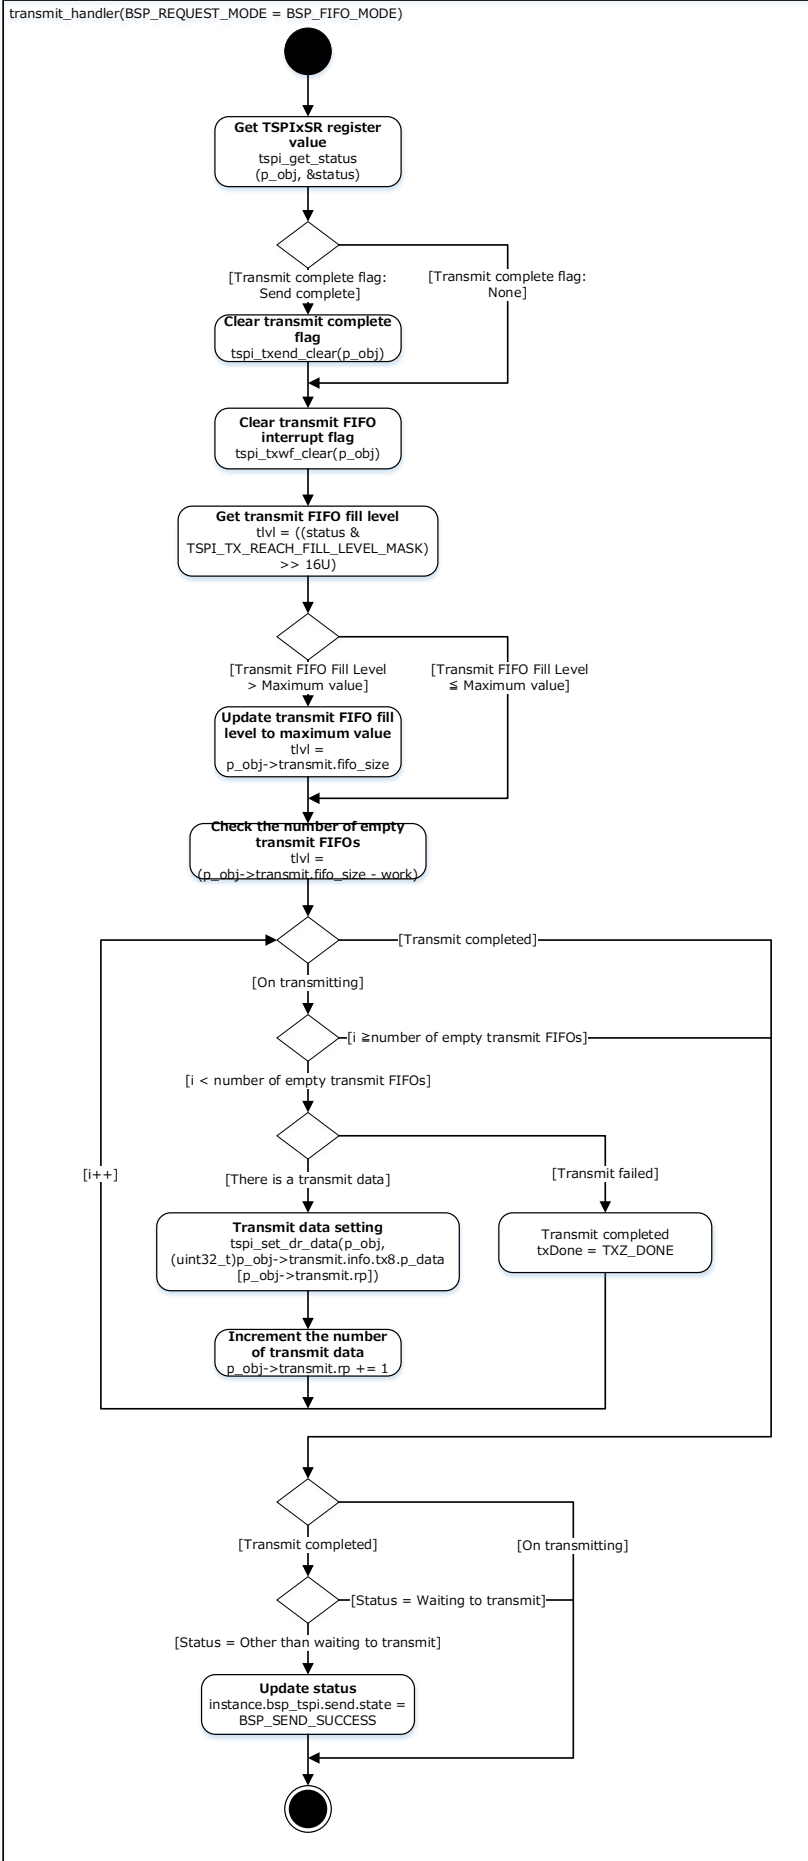 transmit_handler(BSP_REQUEST_MODE = BSP_FIFO_MODE)
Get TSPIxSR register
value
tspi_get_status
(p_obj, &status)
[Transmit complete flag:
Send complete]
[Transmit complete flag:
None]
Clear transmit complete
flag
tspi_txend_clear(p_obj)
Clear transmit FIFO
interrupt flag
tspi_txwf_clear(p_obj)
Get transmit FIFO fill level
tlvl = ((status &
TSPI_TX_REACH_FILL_LEVEL_MASK)
>> 16U)
[Transmit FIFO Fill Level
> Maximum value]
[Transmit FIFO Fill Level
≦ Maximum value]
Update transmit FIFO fill
level to maximum value
tlvl =
p_obj->transmit.fifo_size
Check the number of empty
transmit FIFOs
tlvl =
(p_obj->transmit.fifo_size - work)
[Transmit completed]
[On transmitting]
[i ≧number of empty transmit FIFOs]
[i < number of empty transmit FIFOs]
[i++]
[There is a transmit data]
[Transmit failed]
Transmit data setting
tspi_set_dr_data(p_obj,
(uint32_t)p_obj->transmit.info.tx8.p_data
[p_obj->transmit.rp])
Transmit completed
txDone = TXZ_DONE
Increment the number
of transmit data
p_obj->transmit.rp += 1
[Transmit completed]
[On transmitting]
[Status = Waiting to transmit]
[Status = Other than waiting to transmit]
Update status
instance.bsp_tspi.send.state =
BSP_SEND_SUCCESS